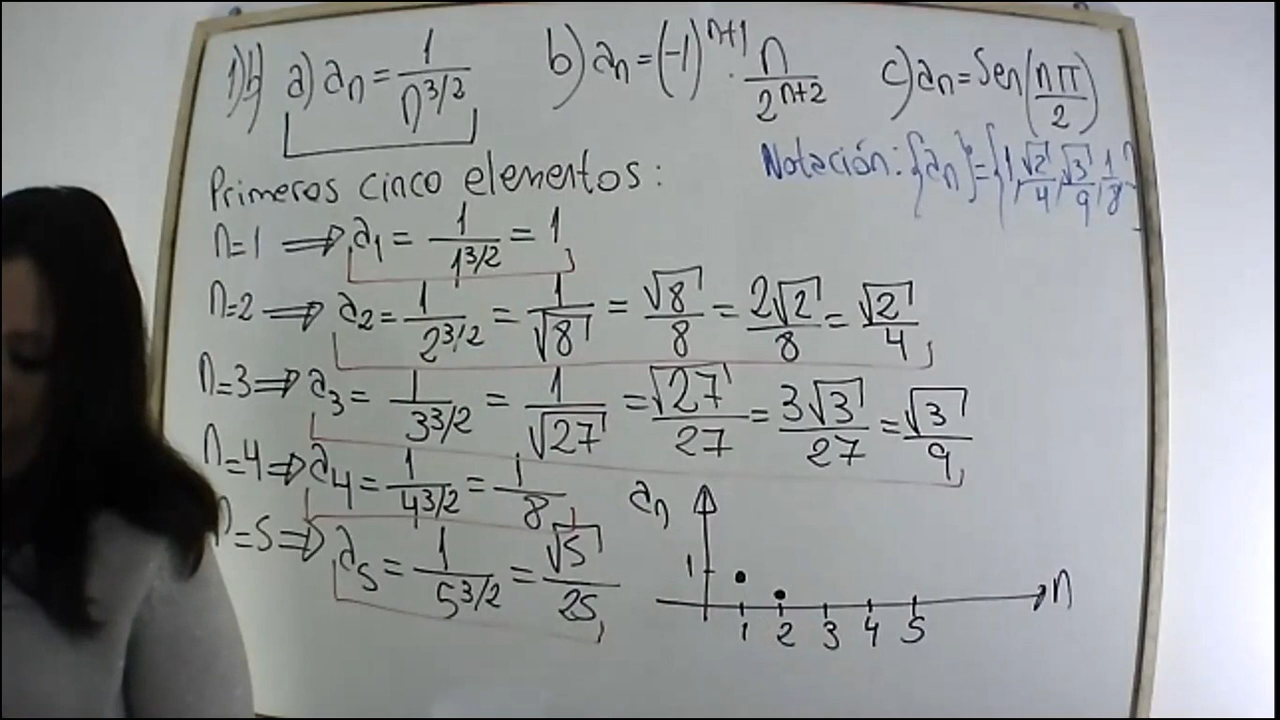 1)b) a) an = 1/n^3/2   b) an = (-1)^n+1 . n/2^n+2   c) an = Sen(nπ/2)
Notación: {an} = {1, √2/4, √3/9, 1/8,
Primeros cinco elementos:
n=1 ⇒ a1 = 1/1^3/2 = 1
n=2 ⇒ a2 = 1/2^3/2 = 1/√8 = √8/8 = 2√2/8 = √2/4
n=3 ⇒ a3 = 1/3^3/2 = 1/√27 = √27/27 = 3√3/27 = √3/9
n=4 ⇒ a4 = 1/4^3/2 = 1/8
n=5 ⇒ a5 = 1/5^3/2 = √5/25
an
1
n
1 2 3 4 5